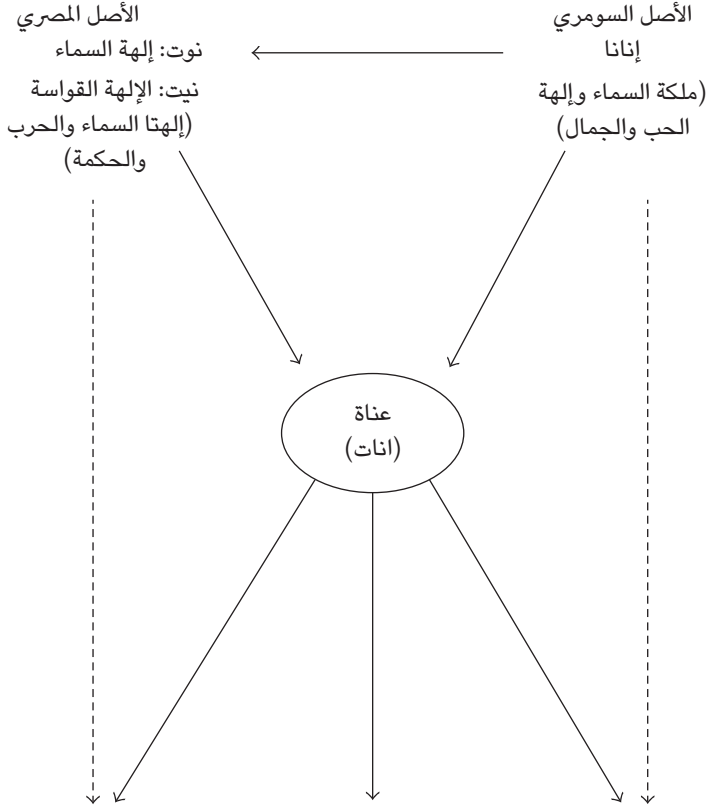 الأصل السومري
إنانا
(ملكة السماء وإلهة
الحب والجمال)
الأصل المصري
نوت: إلهة السماء
نيت: الإلهة القواسة
(إلهتا السماء والحرب
والحكمة)
عناة
(انات)